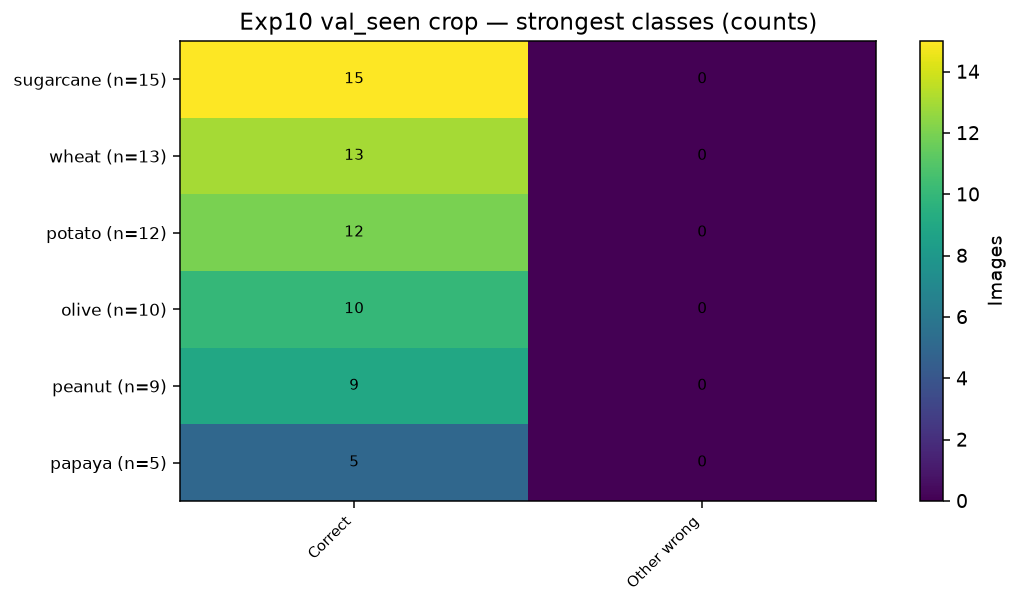 Exp10 val_seen crop — strongest classes (counts)
sugarcane (n=15) 15 0
wheat (n=13) 13 0
potato (n=12) 12 0
olive (n=10) 10 0
peanut (n=9) 9 0
papaya (n=5) 5 0
Correct Other wrong
14
12
10
8
6
4
2
0
Images